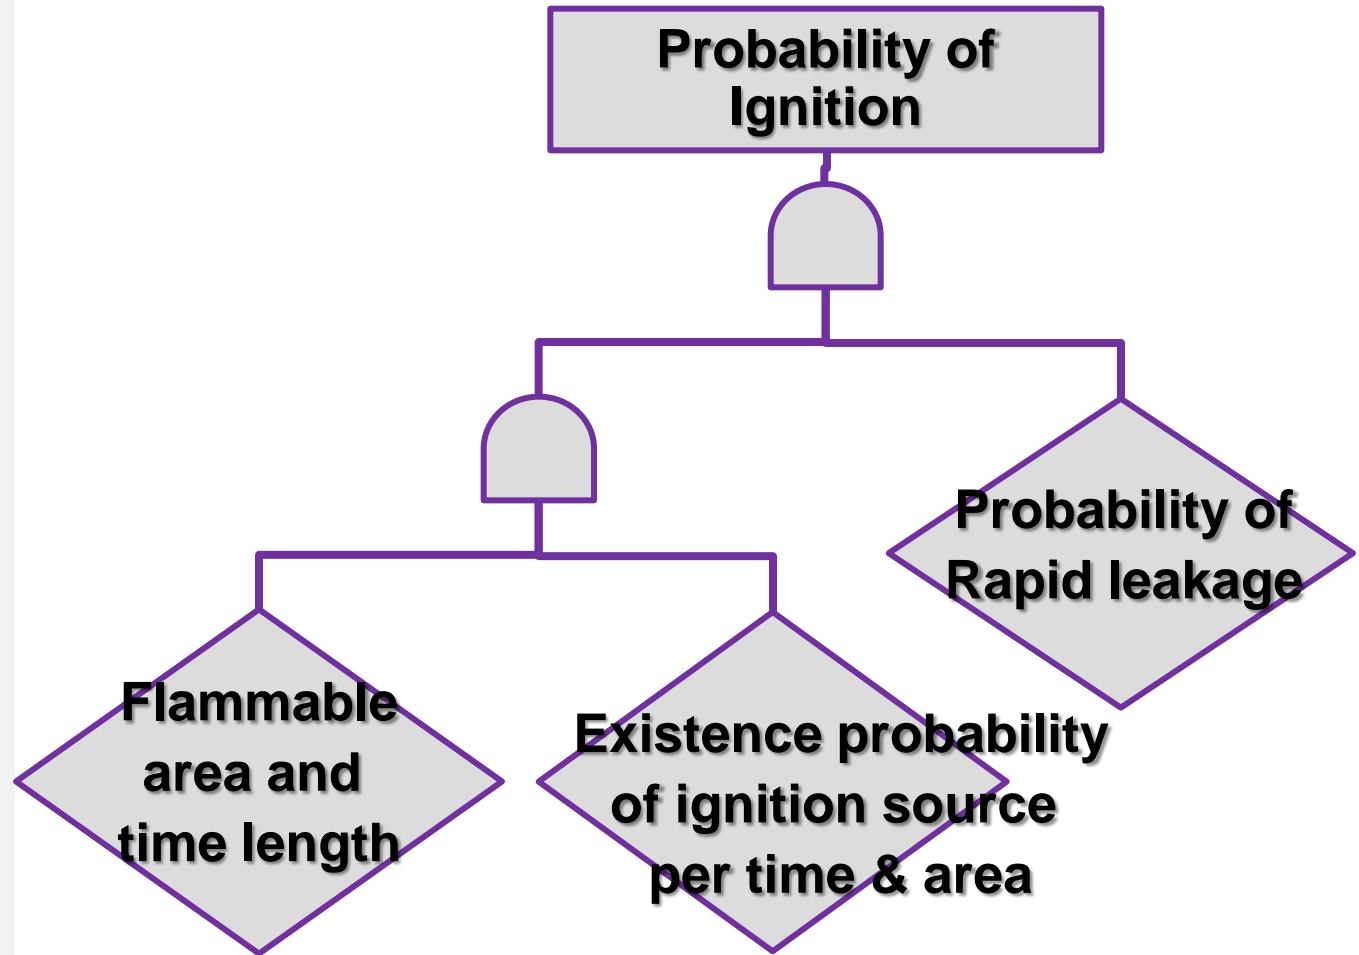 Probability of
Ignition
Probability of
Rapid leakage
Flammable
area and
time length
Existence probability
of ignition source
per time & area